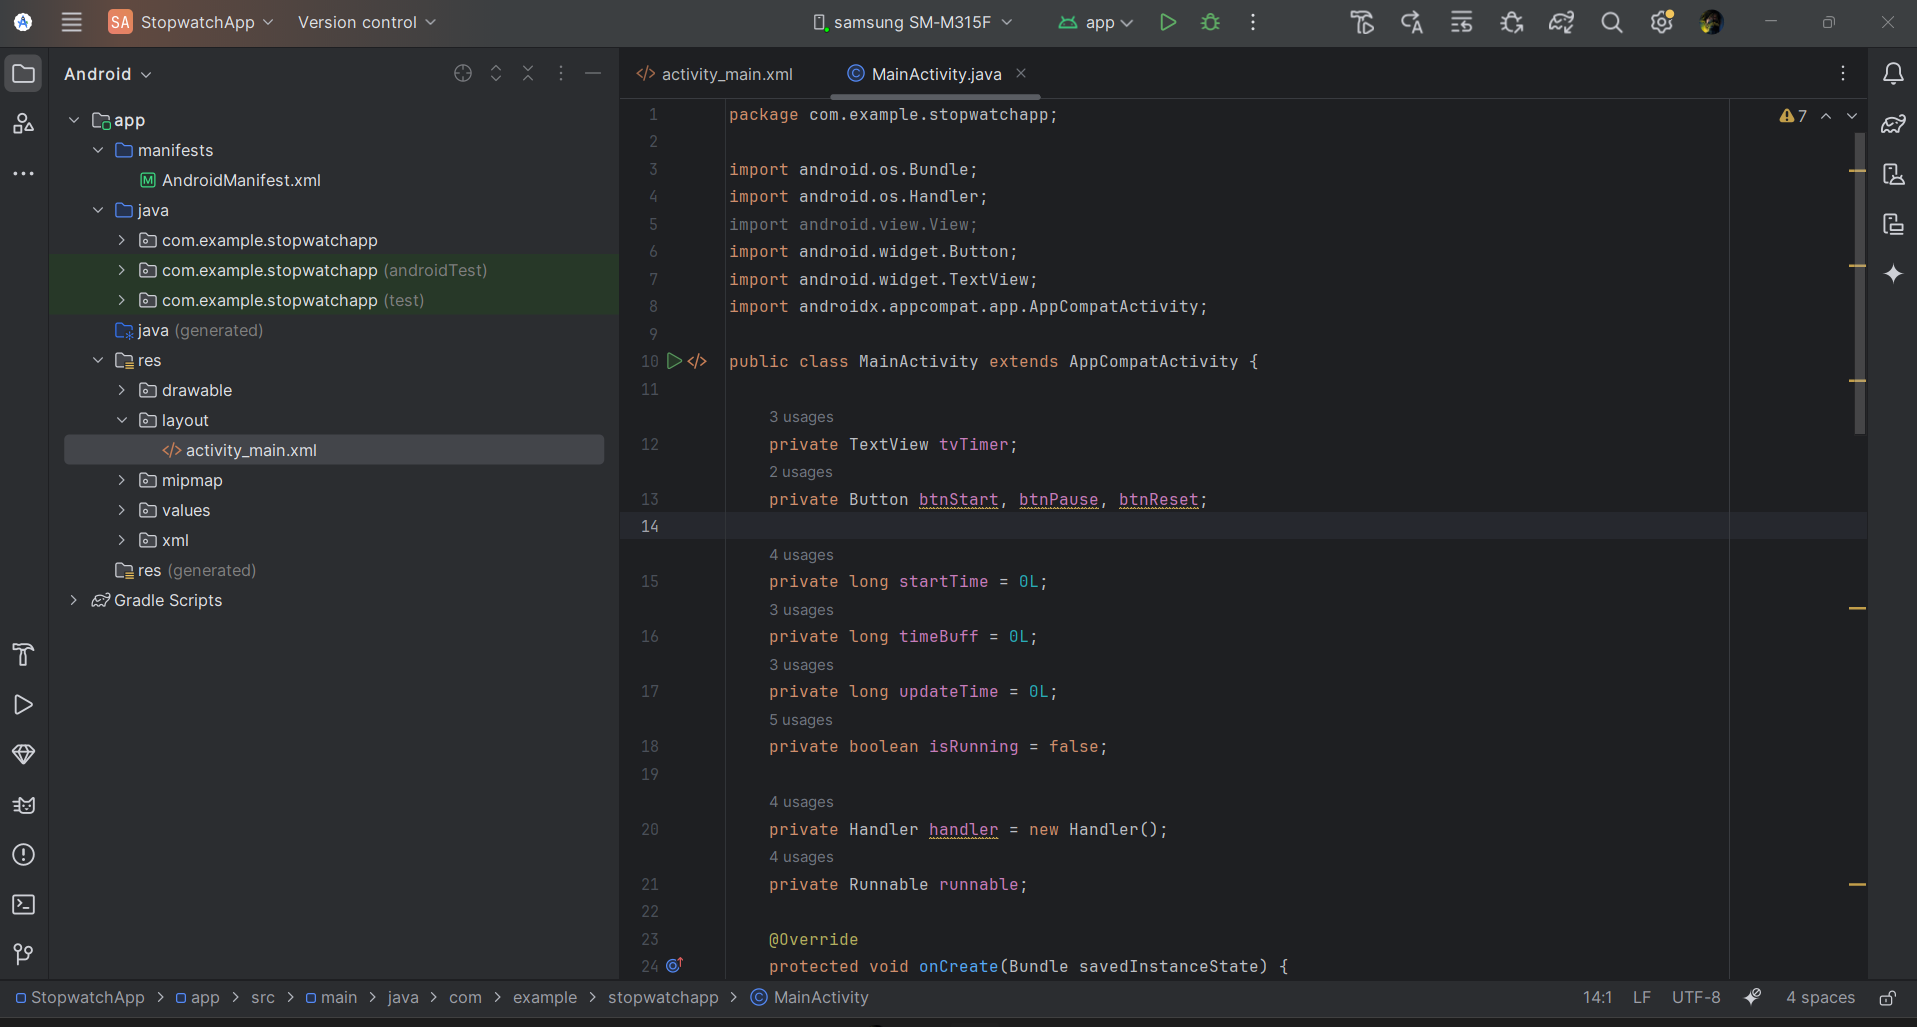 SA StopwatchApp Version control samsung SM-M315F app
Android
app
manifests
M AndroidManifest.xml
java
com.example.stopwatchapp
com.example.stopwatchapp (androidTest)
com.example.stopwatchapp (test)
java (generated)
res
drawable
layout
</> activity_main.xml
mipmap
values
xml
res (generated)
Gradle Scripts
</> activity_main.xml C MainActivity.java
7
1 package com.example.stopwatchapp;
2
3 import android.os.Bundle;
4 import android.os.Handler;
5 import android.view.View;
6 import android.widget.Button;
7 import android.widget.TextView;
8 import androidx.appcompat.app.AppCompatActivity;
9
10 </> public class MainActivity extends AppCompatActivity {
11
3 usages
12 private TextView tvTimer;
2 usages
13 private Button btnStart, btnPause, btnReset;
14
4 usages
15 private long startTime = 0L;
3 usages
16 private long timeBuff = 0L;
3 usages
17 private long updateTime = 0L;
5 usages
18 private boolean isRunning = false;
19
4 usages
20 private Handler handler = new Handler();
4 usages
21 private Runnable runnable;
22
23 @Override
24 protected void onCreate(Bundle savedInstanceState) {
StopwatchApp > app > src > main > java > com > example > stopwatchapp > C MainActivity
14:1 LF UTF-8 4 spaces